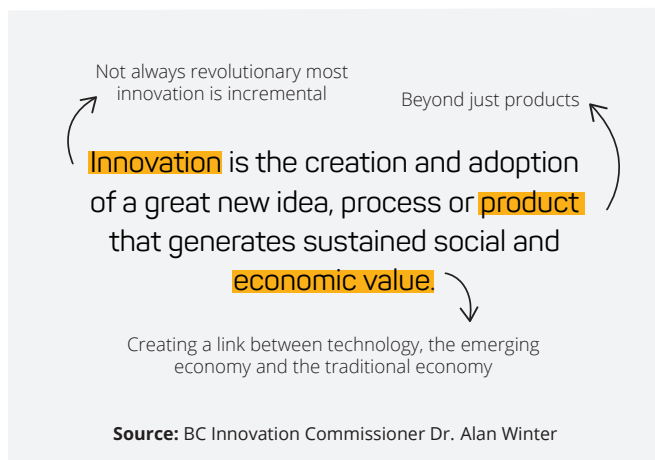 Not always revolutionary most
innovation is incremental
Beyond just products
Innovation is the creation and adoption
of a great new idea, process or product
that generates sustained social and
economic value.
Creating a link between technology, the emerging
economy and the traditional economy
Source: BC Innovation Commissioner Dr. Alan Winter